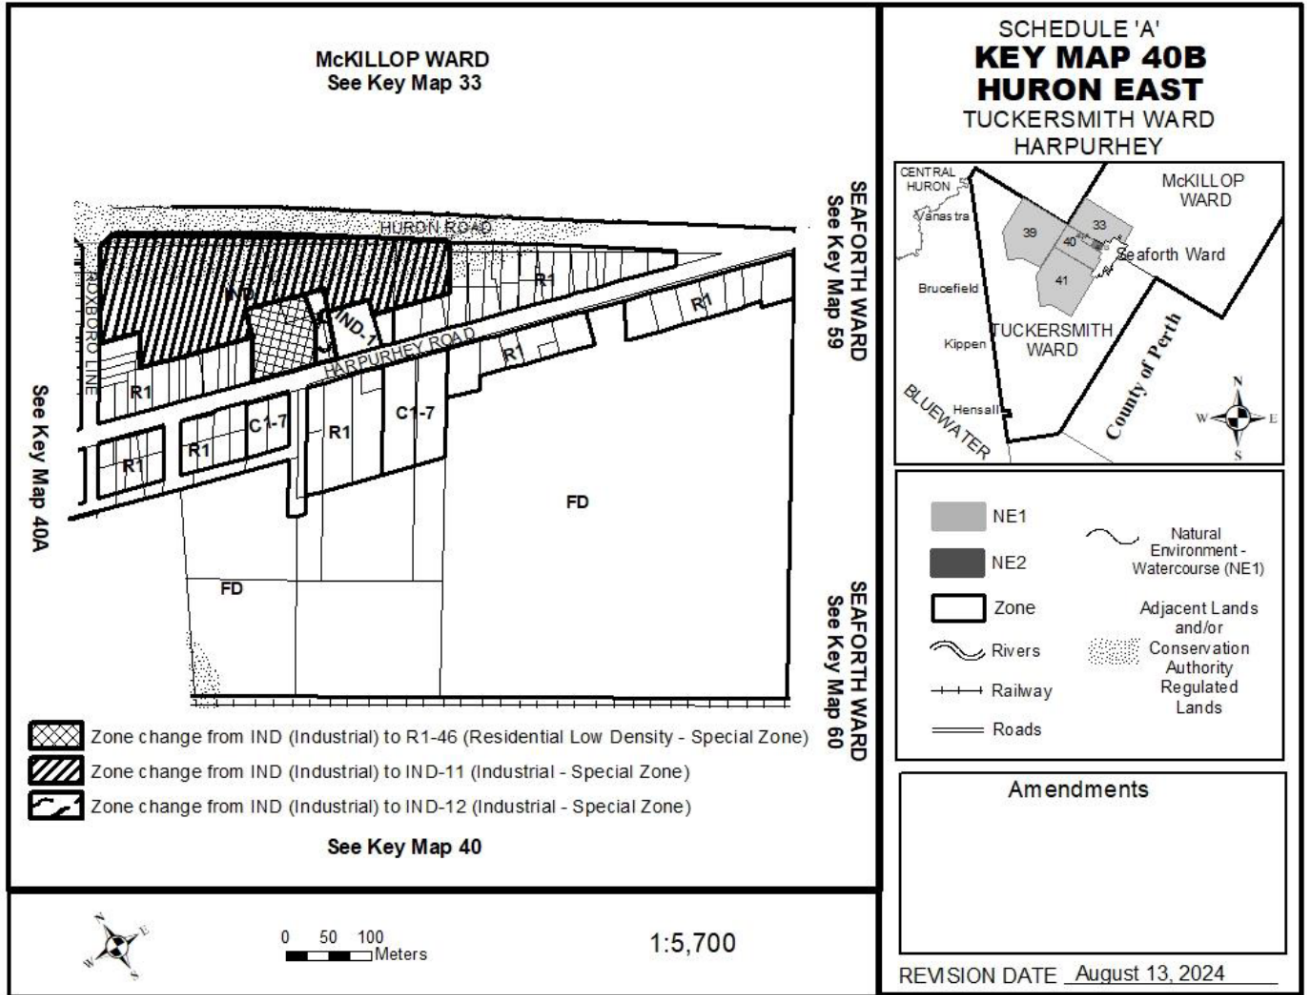 McKILLOP WARD
See Key Map 33
HURON ROAD
ROXBORO LINE
IND
IND-1
HARPURHEY ROAD
R1
R1
R1
R1
R1
R1
C1-7
R1
C1-7
FD
FD
See Key Map 40A
SEAFORTH WARD
See Key Map 59
SEAFORTH WARD
See Key Map 60
Zone change from IND (Industrial) to R1-46 (Residential Low Density - Special Zone)
Zone change from IND (Industrial) to IND-11 (Industrial - Special Zone)
Zone change from IND (Industrial) to IND-12 (Industrial - Special Zone)
See Key Map 40
N
E
W
S
0 50 100
Meters
1:5,700
SCHEDULE 'A'
KEY MAP 40B
HURON EAST
TUCKERSMITH WARD
HARPURHEY
CENTRAL
HURON
McKILLOP
WARD
Vanastra
39
33
40
Seaforth Ward
41
Brucefield
TUCKERSMITH
WARD
Kippen
County of Perth
BLUEWATER
Hensall
N
W
E
S
NE1
NE2
Zone
Rivers
Railway
Roads
Natural
Environment -
Watercourse (NE1)
Adjacent Lands
and/or
Conservation
Authority
Regulated
Lands
Amendments
REVISION DATE August 13, 2024